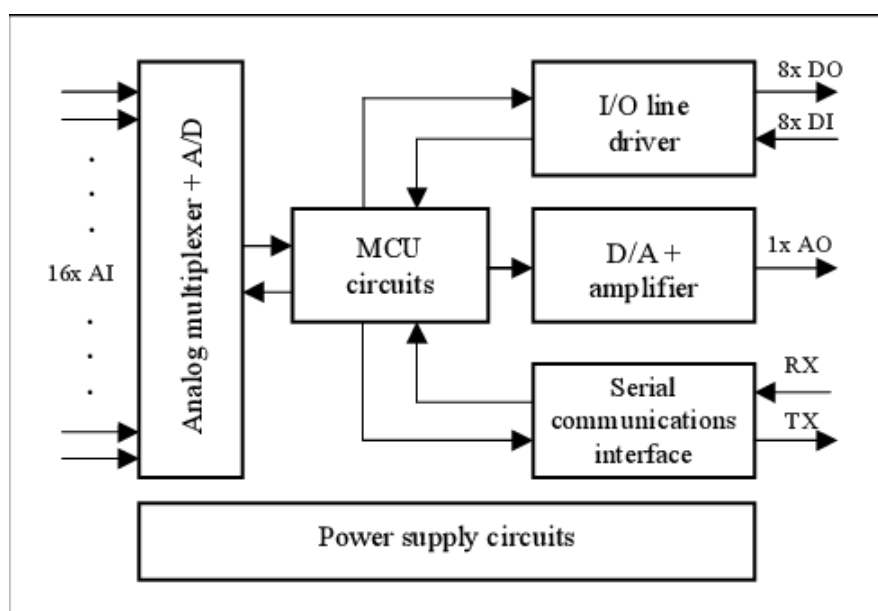 16x AI
Analog multiplexer + A/D
MCU
circuits
I/O line
driver
8x DO
8x DI
D/A +
amplifier
1x AO
Serial
communications
interface
RX
TX
Power supply circuits